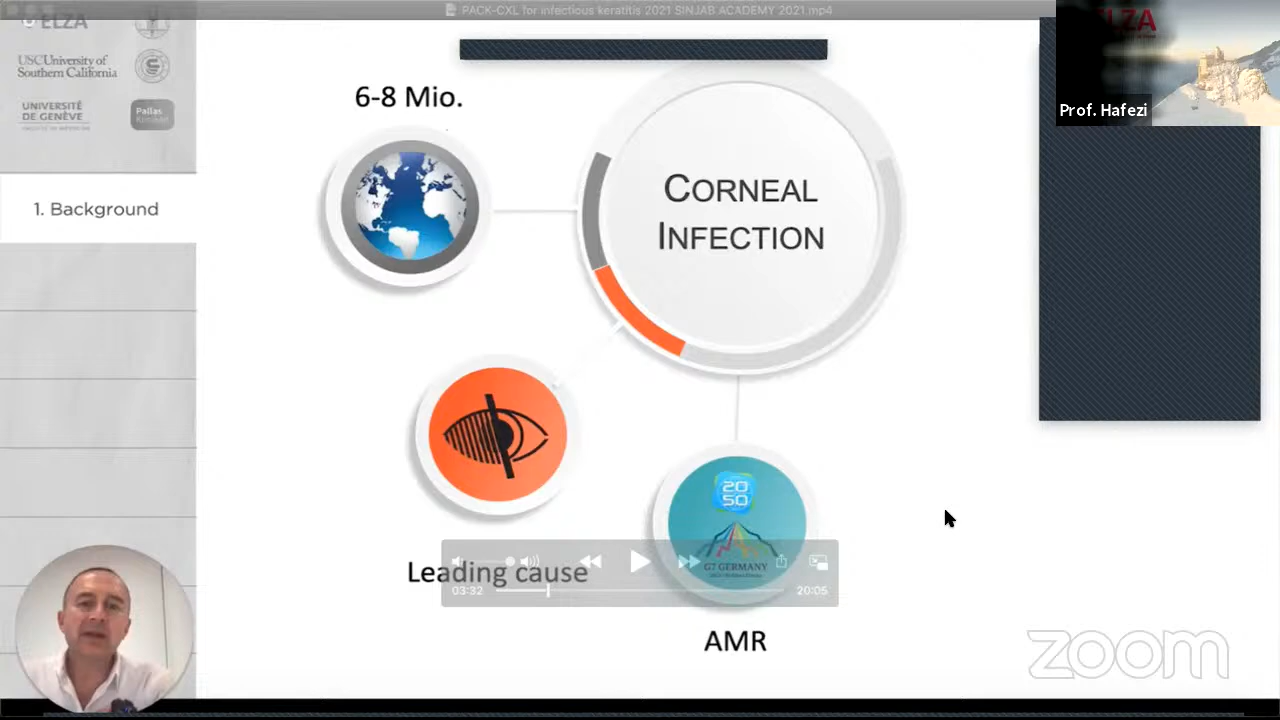 PACK-CXL for infectious keratitis 2021 SINJAB ACADEMY 2021.mp4
ELZA
USC University of
Southern California
UNIVERSITÉ
DE GENÈVE
Pallas
1. Background
6-8 Mio.
CORNEAL
INFECTION
ELZA
Prof. Hafezi
20
50
G7 GERMANY
Leading cause
03:32
20:05
AMR
zoom